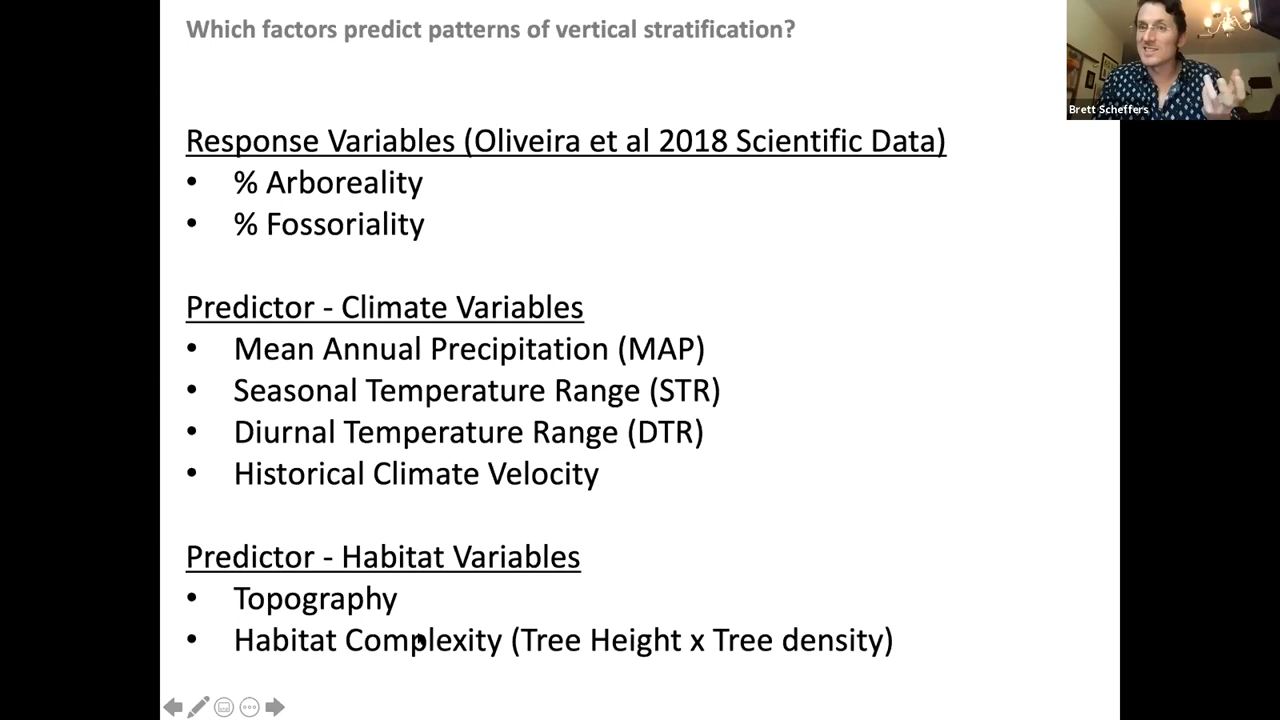 Which factors predict patterns of vertical stratification?
Brett Scheffers
Response Variables (Oliveira et al 2018 Scientific Data)
• % Arboreality
• % Fossoriality
Predictor - Climate Variables
• Mean Annual Precipitation (MAP)
• Seasonal Temperature Range (STR)
• Diurnal Temperature Range (DTR)
• Historical Climate Velocity
Predictor - Habitat Variables
• Topography
• Habitat Complexity (Tree Height x Tree density)